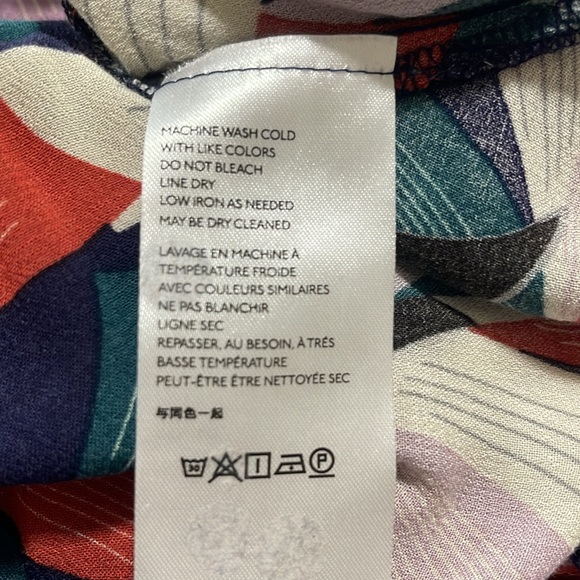 MACHINE WASH COLD
WITH LIKE COLORS
DO NOT BLEACH
LINE DRY
LOW IRON AS NEEDED
MAY BE DRY CLEANED
LAVAGE EN MACHINE À
TEMPÉRATURE FROIDE
AVEC COULEURS SIMILAIRES
NE PAS BLANCHIR
LIGNE SEC
REPASSER, AU BESOIN, À TRÉS
BASSE TEMPÉRATURE
PEUT-ÊTRE ÊTRE NETTOYÉE SEC
与同色一起
30 P